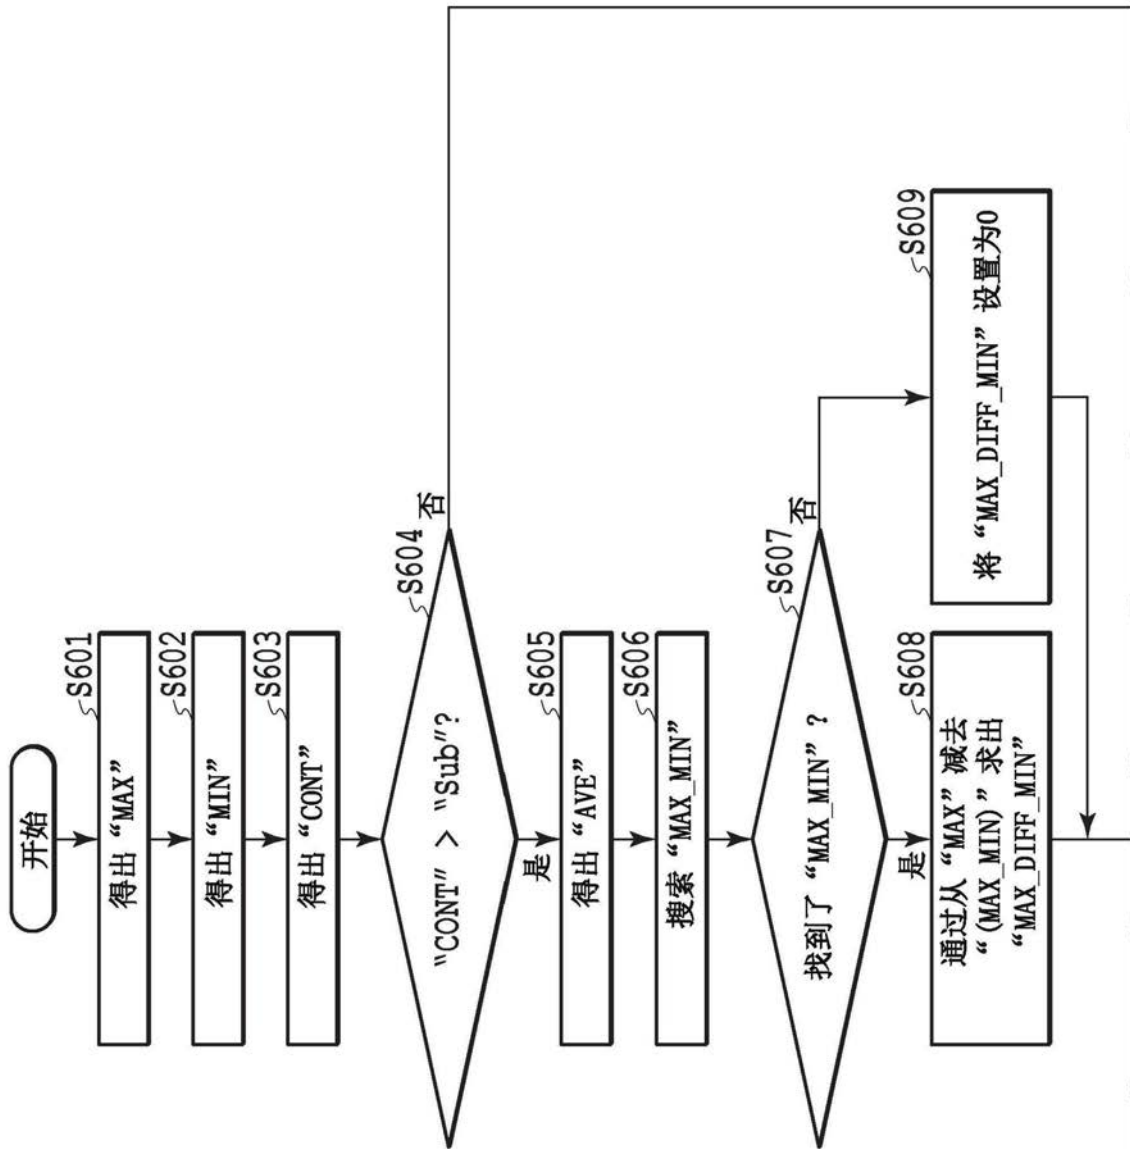 开始
S601
得出“MAX”
S602
得出“MIN”
S603
得出“CONT”
S604
“CONT” > “Sub”?
否
是
S605
得出“AVE”
S606
搜索“MAX_MIN”
S607
找到了“MAX_MIN”?
否
是
S608
通过从“MAX”减去
“(MAX_MIN)”求出
“MAX_DIFF_MIN”
S609
将“MAX_DIFF_MIN”设置为0